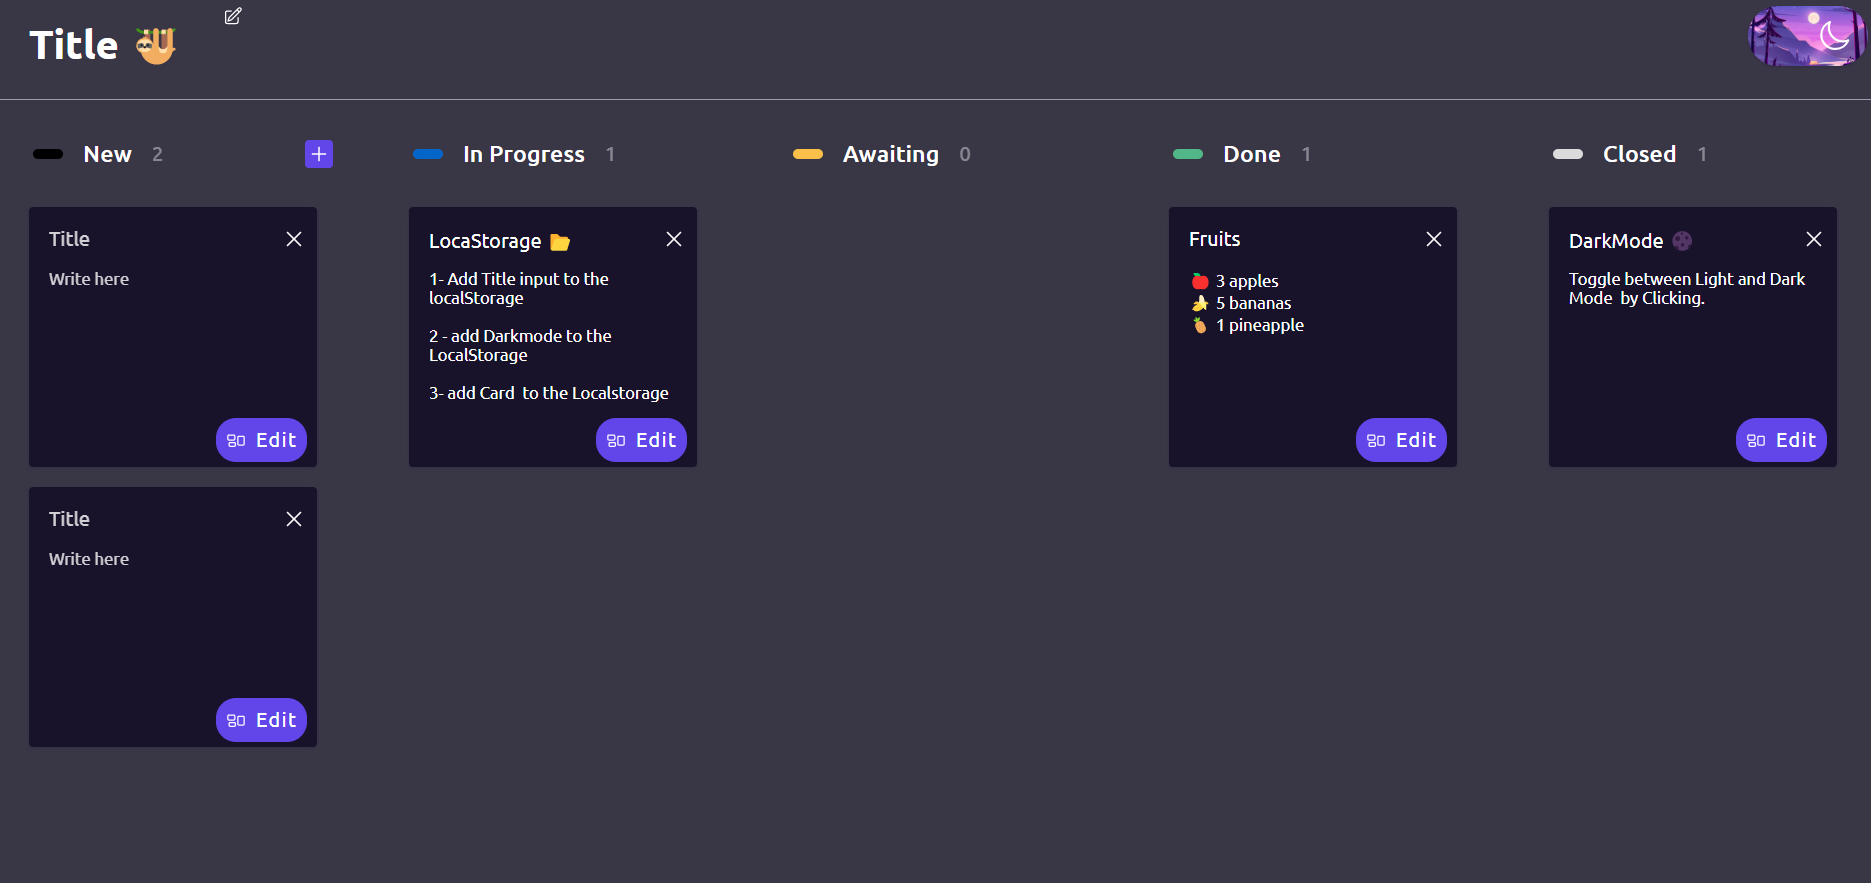 Title 🦥
New 2
In Progress 1
Awaiting 0
Done 1
Closed 1
Title
Write here
Edit
Title
Write here
Edit
LocaStorage 📂
1- Add Title input to the
localStorage
2 - add Darkmode to the
LocalStorage
3- add Card  to the Localstorage
Edit
Fruits
🍎 3 apples
🍌 5 bananas
🍍 1 pineapple
Edit
DarkMode 🌑
Toggle between Light and Dark
Mode  by Clicking.
Edit